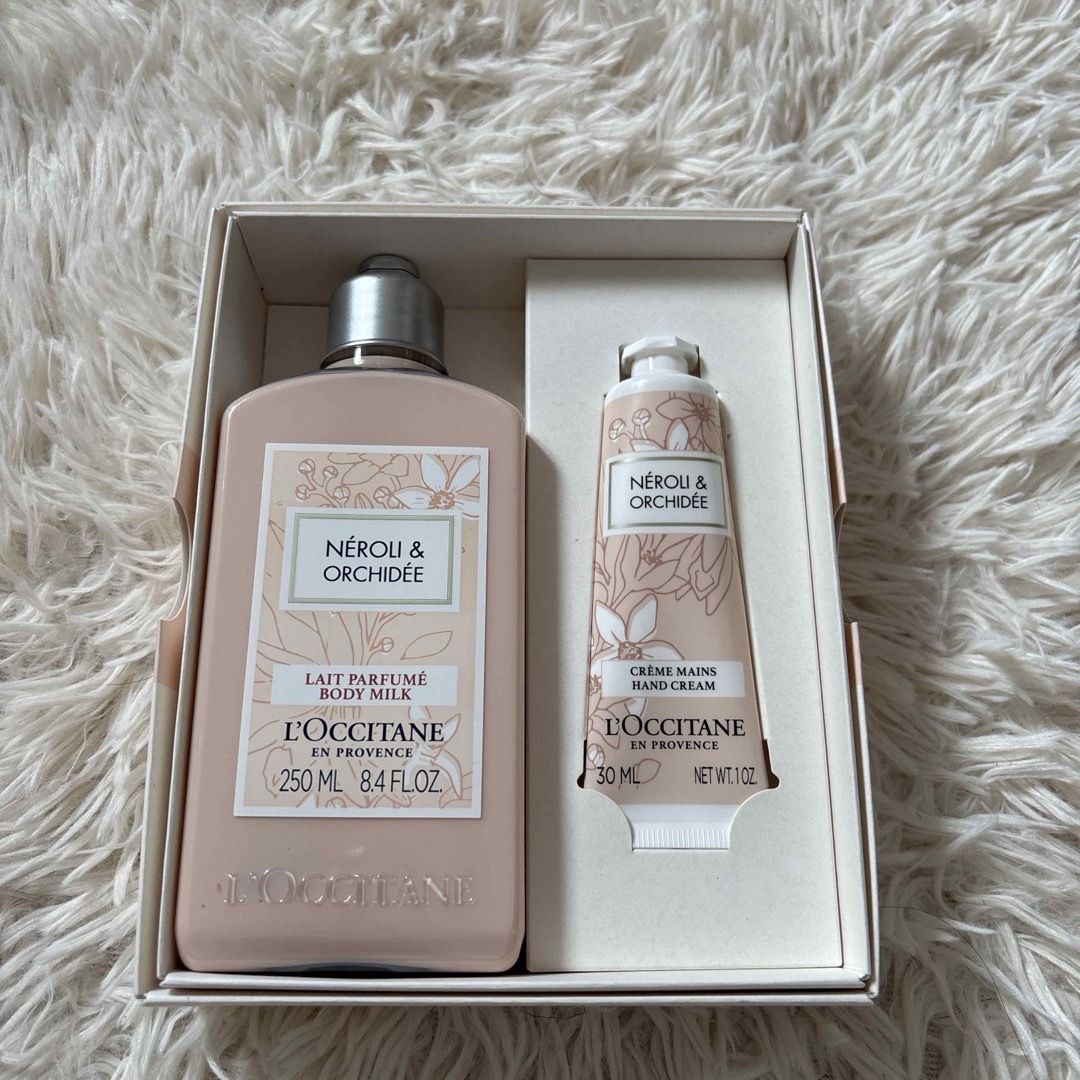 NÉROLI &
ORCHIDÉE
LAIT PARFUMÉ
BODY MILK
L'OCCITANE
EN PROVENCE
250 ML 8.4 FL.OZ.
L'OCCITANE
NÉROLI &
ORCHIDÉE
CRÈME MAINS
HAND CREAM
L'OCCITANE
EN PROVENCE
30 ML NET WT. 1 OZ.